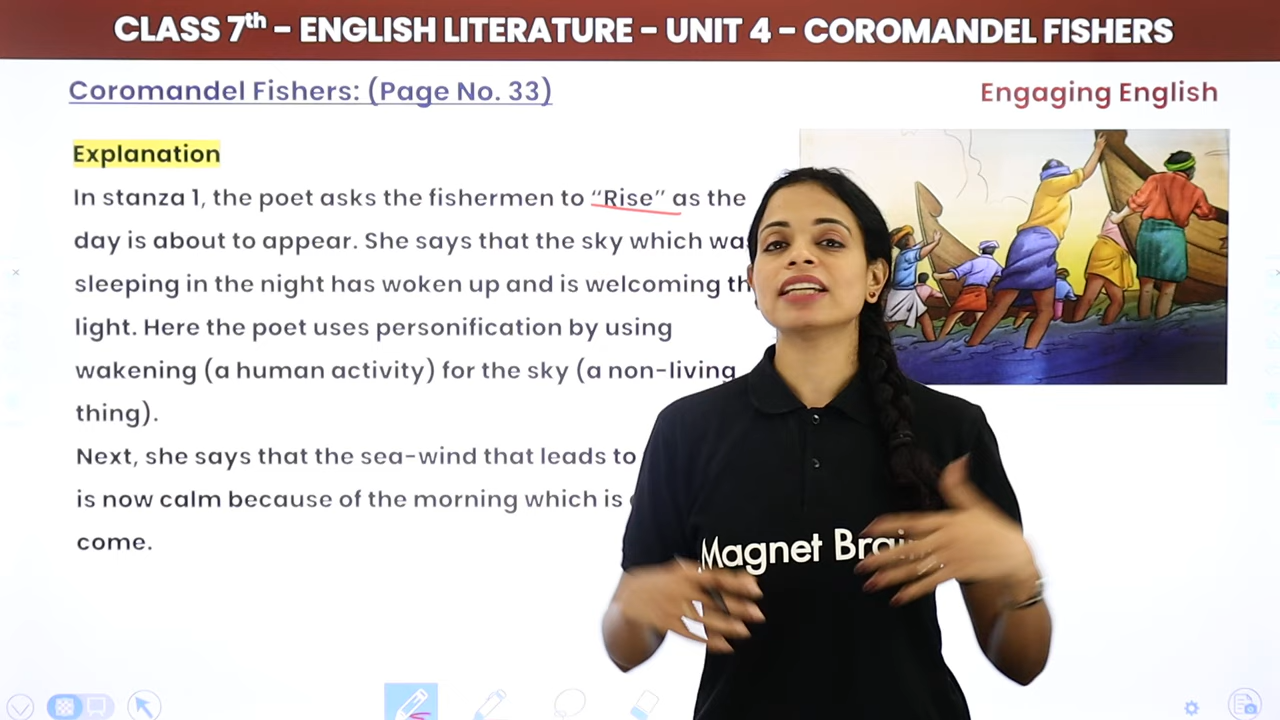 CLASS 7th - ENGLISH LITERATURE - UNIT 4 - COROMANDEL FISHERS
Coromandel Fishers: (Page No. 33)
Engaging English
Explanation
In stanza 1, the poet asks the fishermen to “Rise” as the
day is about to appear. She says that the sky which was
sleeping in the night has woken up and is welcoming
light. Here the poet uses personification by using
wakening (a human activity) for the sky (a non-living
thing).
Next, she says that the sea-wind that leads to
is now calm because of the morning which is
come.
Magnet